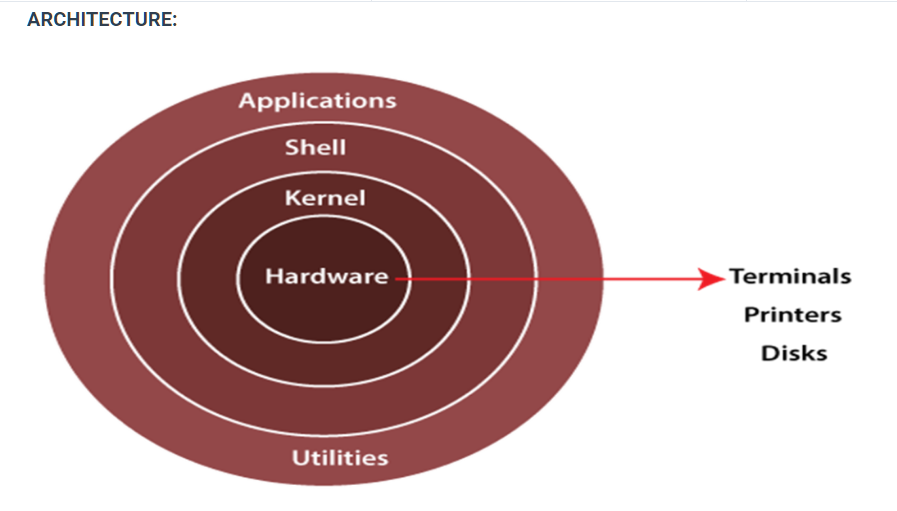 ARCHITECTURE:
Applications
Shell
Kernel
Hardware
Terminals
Printers
Disks
Utilities